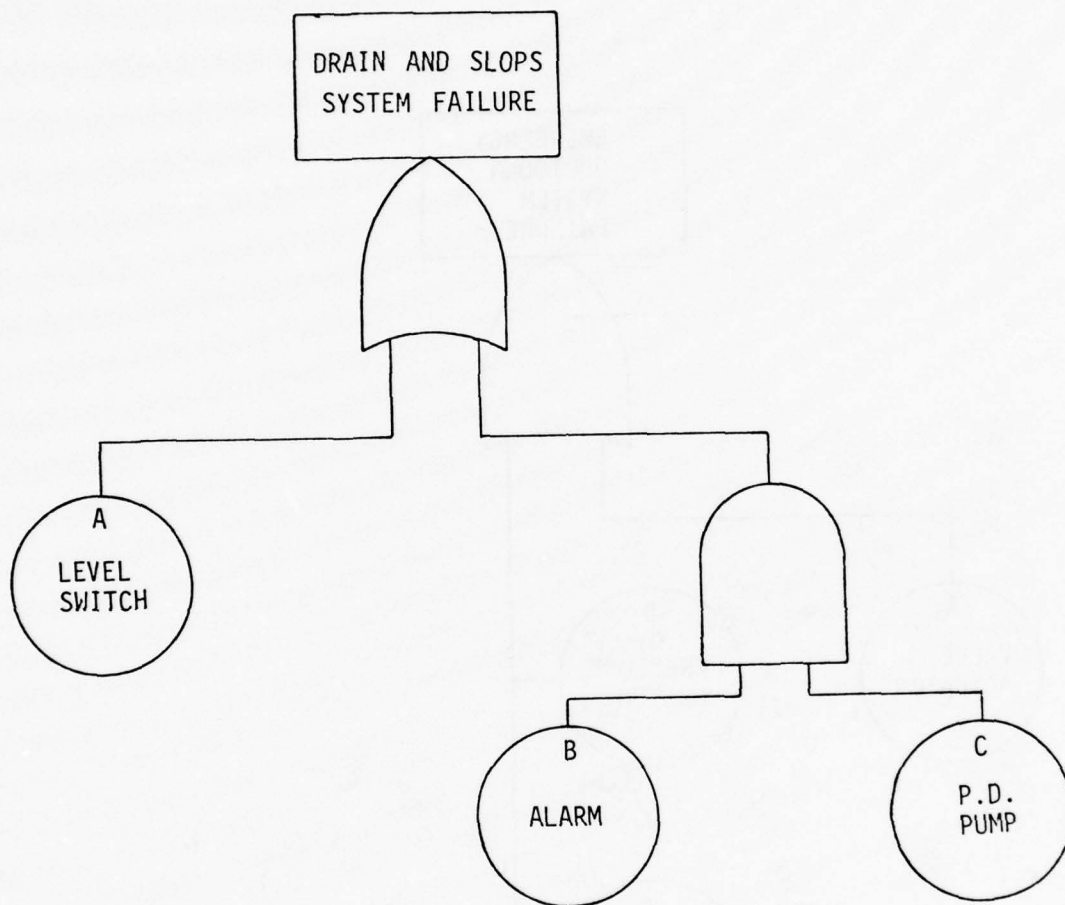 DRAIN AND SLOPS
SYSTEM FAILURE
A
LEVEL
SWITCH
B
ALARM
C
P.D.
PUMP